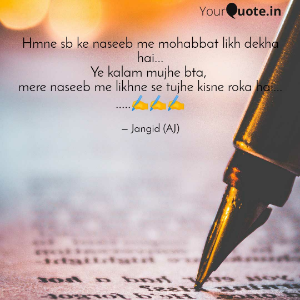 YourQuote.in
Hmne sb ke naseeb me mohabbat likh dekha
hai...
Ye kalam mujhe bta,
mere naseeb me likhne se tujhe kisne roka hai...
.....✍✍✍
– Jangid (AJ)